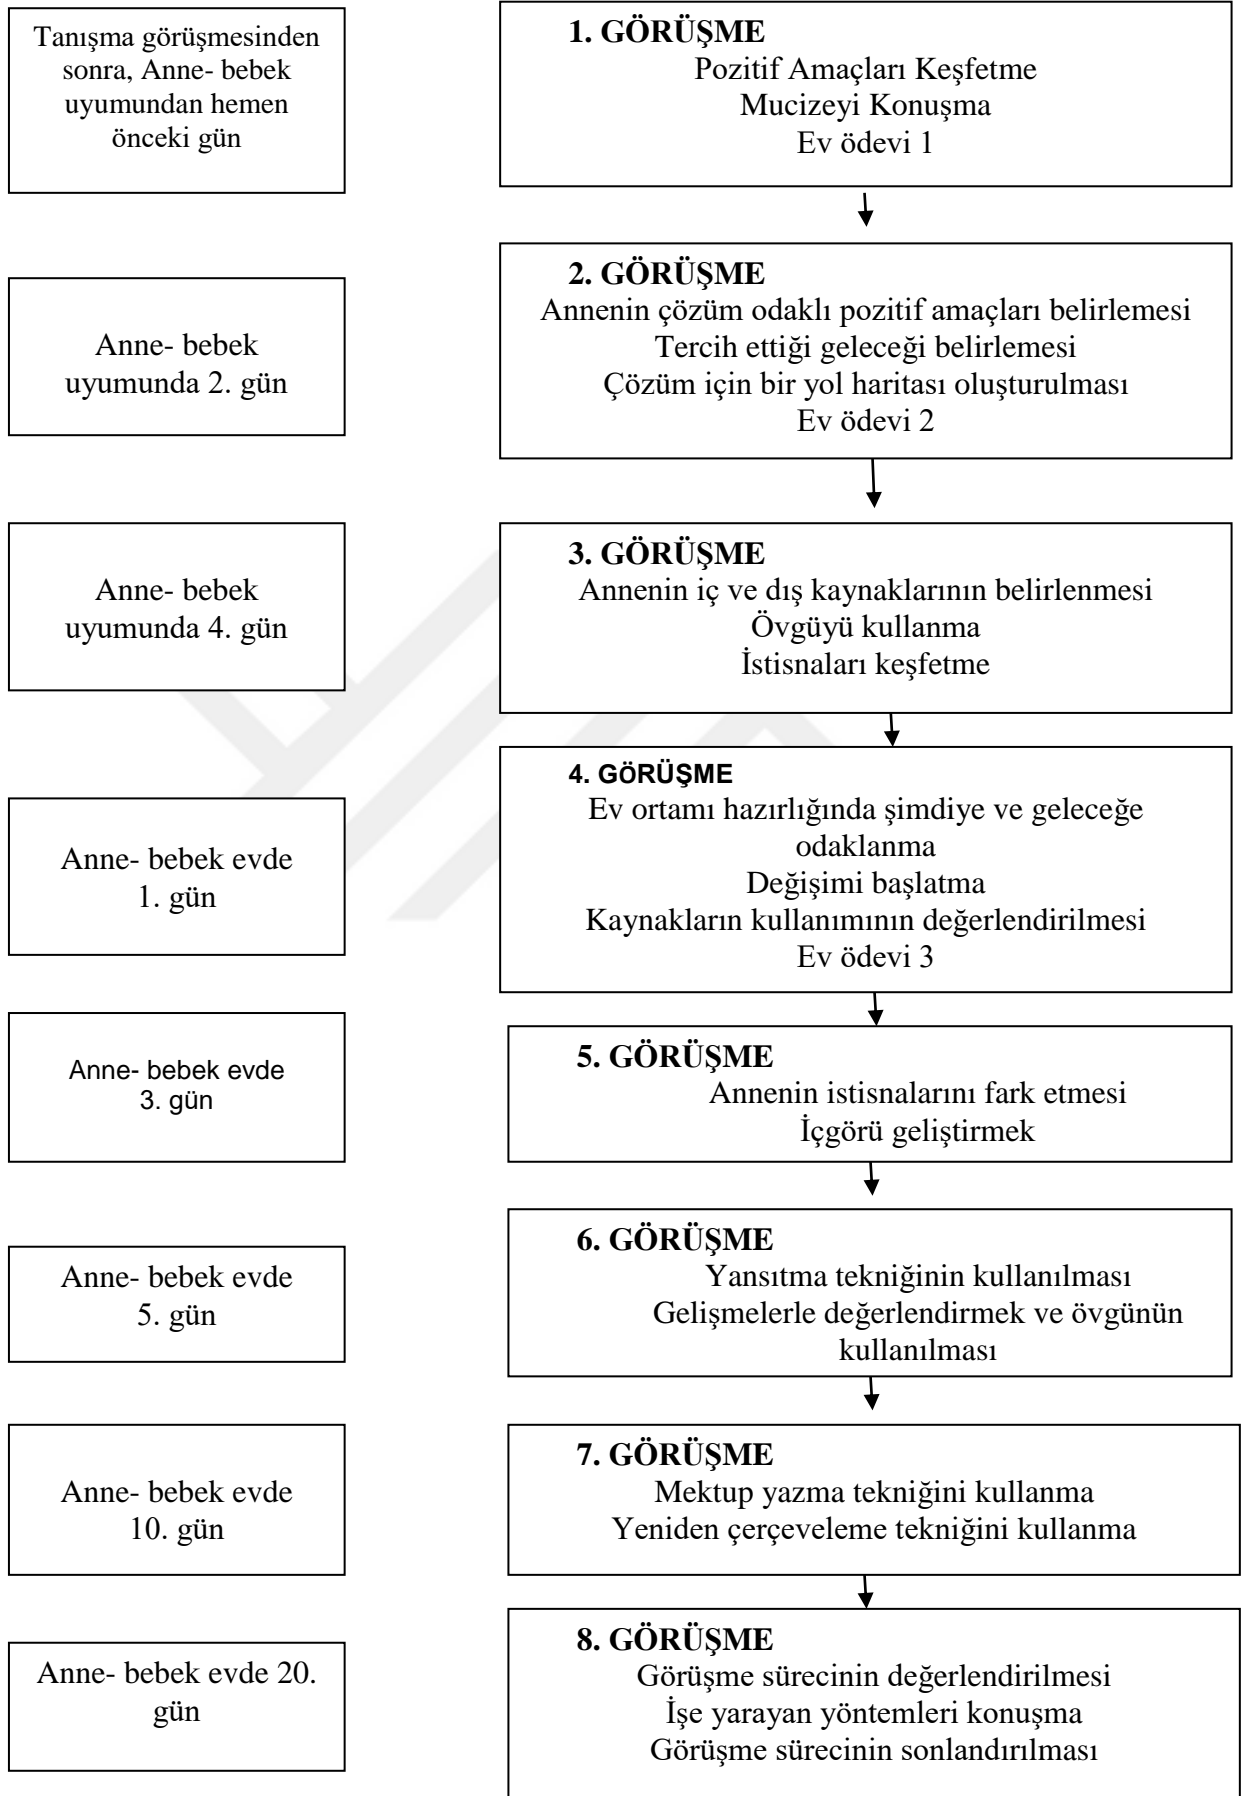 Tanışma görüşmesinden
sonra, Anne- bebek
uyumundan hemen
önceki gün
1. GÖRÜŞME
Pozitif Amaçları Keşfetme
Mucizeyi Konuşma
Ev ödevi 1
Anne- bebek
uyumunda 2. gün
2. GÖRÜŞME
Annenin çözüm odaklı pozitif amaçları belirlemesi
Tercih ettiği geleceği belirlemesi
Çözüm için bir yol haritası oluşturulması
Ev ödevi 2
Anne- bebek
uyumunda 4. gün
3. GÖRÜŞME
Annenin iç ve dış kaynaklarının belirlenmesi
Övgüyü kullanma
İstisnaları keşfetme
Anne- bebek evde
1. gün
4. GÖRÜŞME
Ev ortamı hazırlığında şimdiye ve geleceğe
odaklanma
Değişimi başlatma
Kaynakların kullanımının değerlendirilmesi
Ev ödevi 3
Anne- bebek evde
3. gün
5. GÖRÜŞME
Annenin istisnalarını fark etmesi
İçgörü geliştirmek
Anne- bebek evde
5. gün
6. GÖRÜŞME
Yansıtma tekniğinin kullanılması
Gelişmelerle değerlendirmek ve övgünün
kullanılması
Anne- bebek evde
10. gün
7. GÖRÜŞME
Mektup yazma tekniğini kullanma
Yeniden çerçeveleme tekniğini kullanma
Anne- bebek evde 20.
gün
8. GÖRÜŞME
Görüşme sürecinin değerlendirilmesi
İşe yarayan yöntemleri konuşma
Görüşme sürecinin sonlandırılması